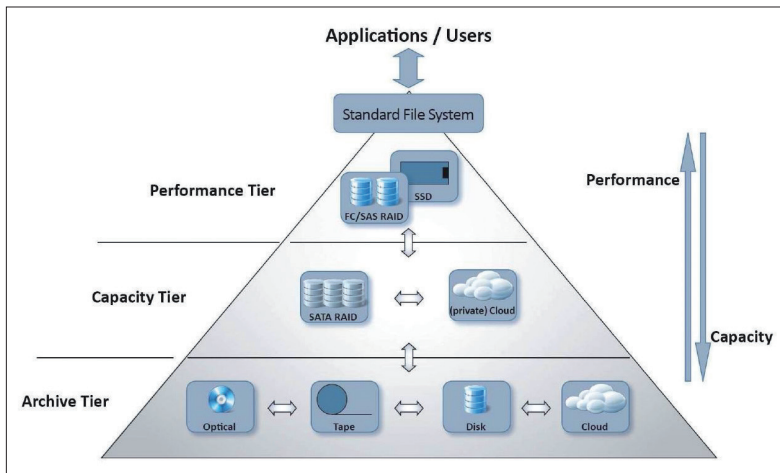 Applications / Users
Standard File System
Performance Tier
SSD
FC/SAS RAID
Performance
Capacity Tier
SATA RAID
(private) Cloud
Capacity
Archive Tier
Optical
Tape
Disk
Cloud